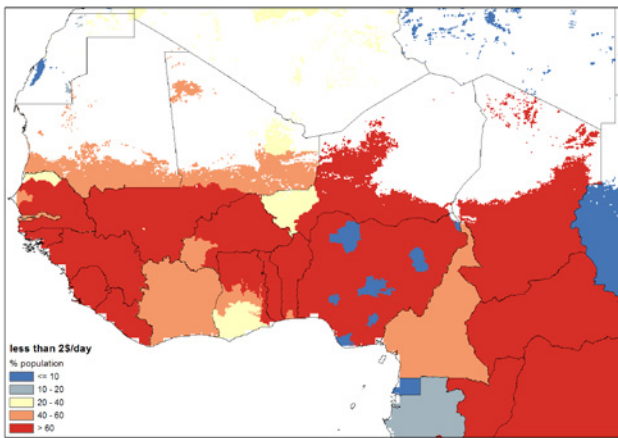 less than 2$/day
% population
<= 10
10 - 20
20 - 40
40 - 60
> 60